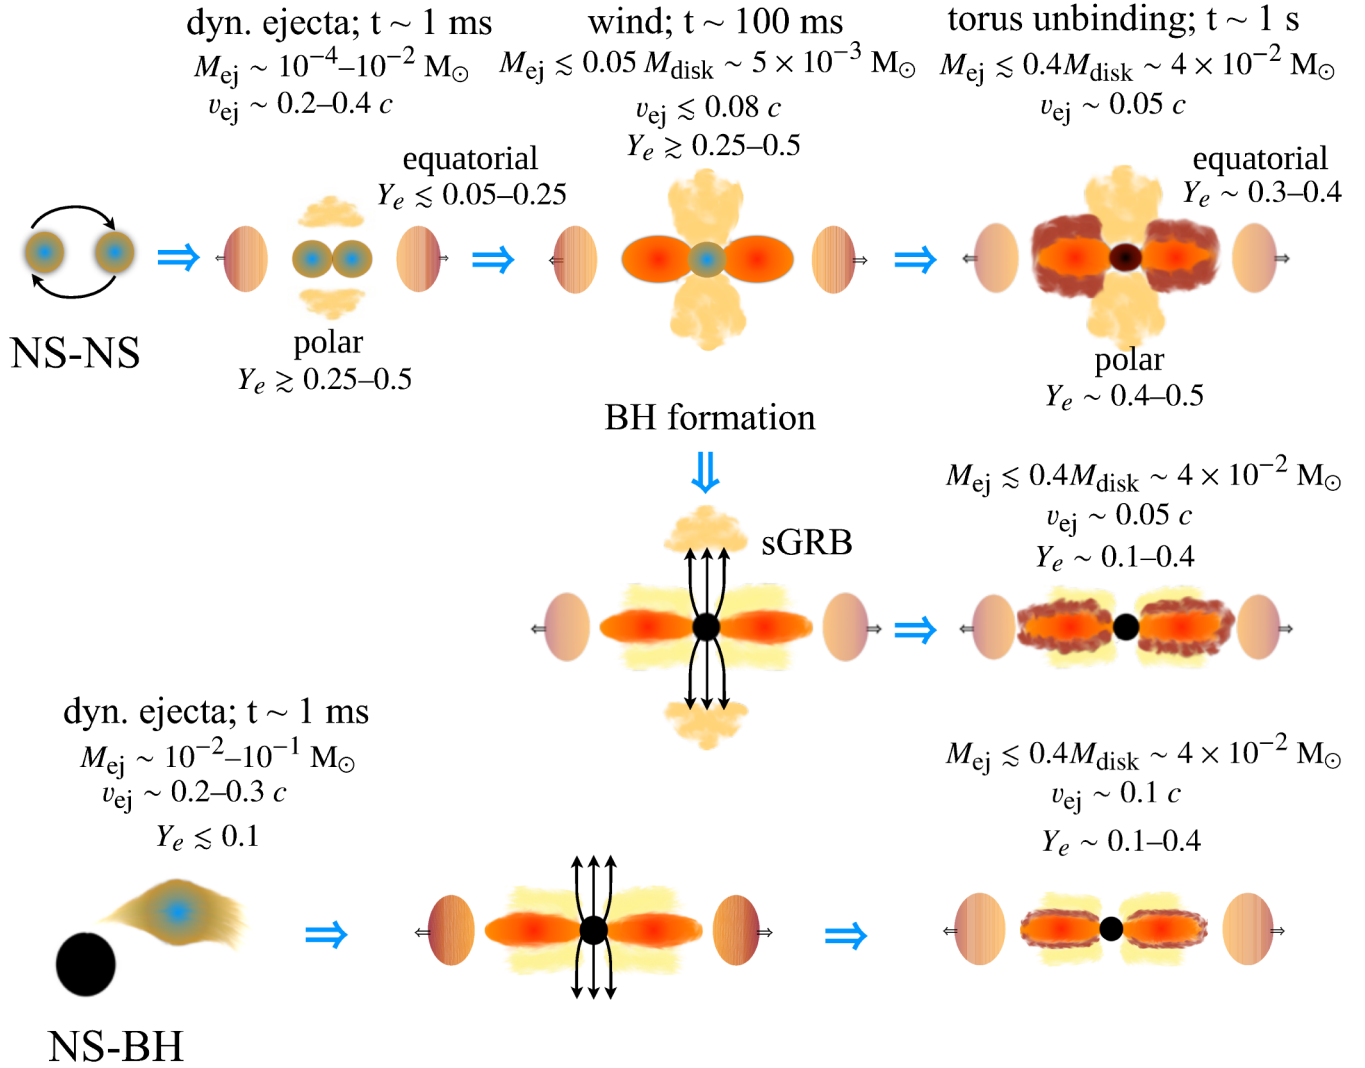 dyn. ejecta; t ~ 1 ms
M_ej ~ 10⁻⁴–10⁻² M_⊙
v_ej ~ 0.2–0.4 c
equatorial
Y_e ≲ 0.05–0.25
polar
Y_e ≳ 0.25–0.5
NS-NS
wind; t ~ 100 ms
M_ej ≲ 0.05 M_disk ~ 5 × 10⁻³ M_⊙
v_ej ≲ 0.08 c
Y_e ≳ 0.25–0.5
torus unbinding; t ~ 1 s
M_ej ≲ 0.4M_disk ~ 4 × 10⁻² M_⊙
v_ej ~ 0.05 c
equatorial
Y_e ~ 0.3–0.4
polar
Y_e ~ 0.4–0.5
BH formation
sGRB
M_ej ≲ 0.4M_disk ~ 4 × 10⁻² M_⊙
v_ej ~ 0.05 c
Y_e ~ 0.1–0.4
dyn. ejecta; t ~ 1 ms
M_ej ~ 10⁻²–10⁻¹ M_⊙
v_ej ~ 0.2–0.3 c
Y_e ≲ 0.1
NS-BH
M_ej ≲ 0.4M_disk ~ 4 × 10⁻² M_⊙
v_ej ~ 0.1 c
Y_e ~ 0.1–0.4